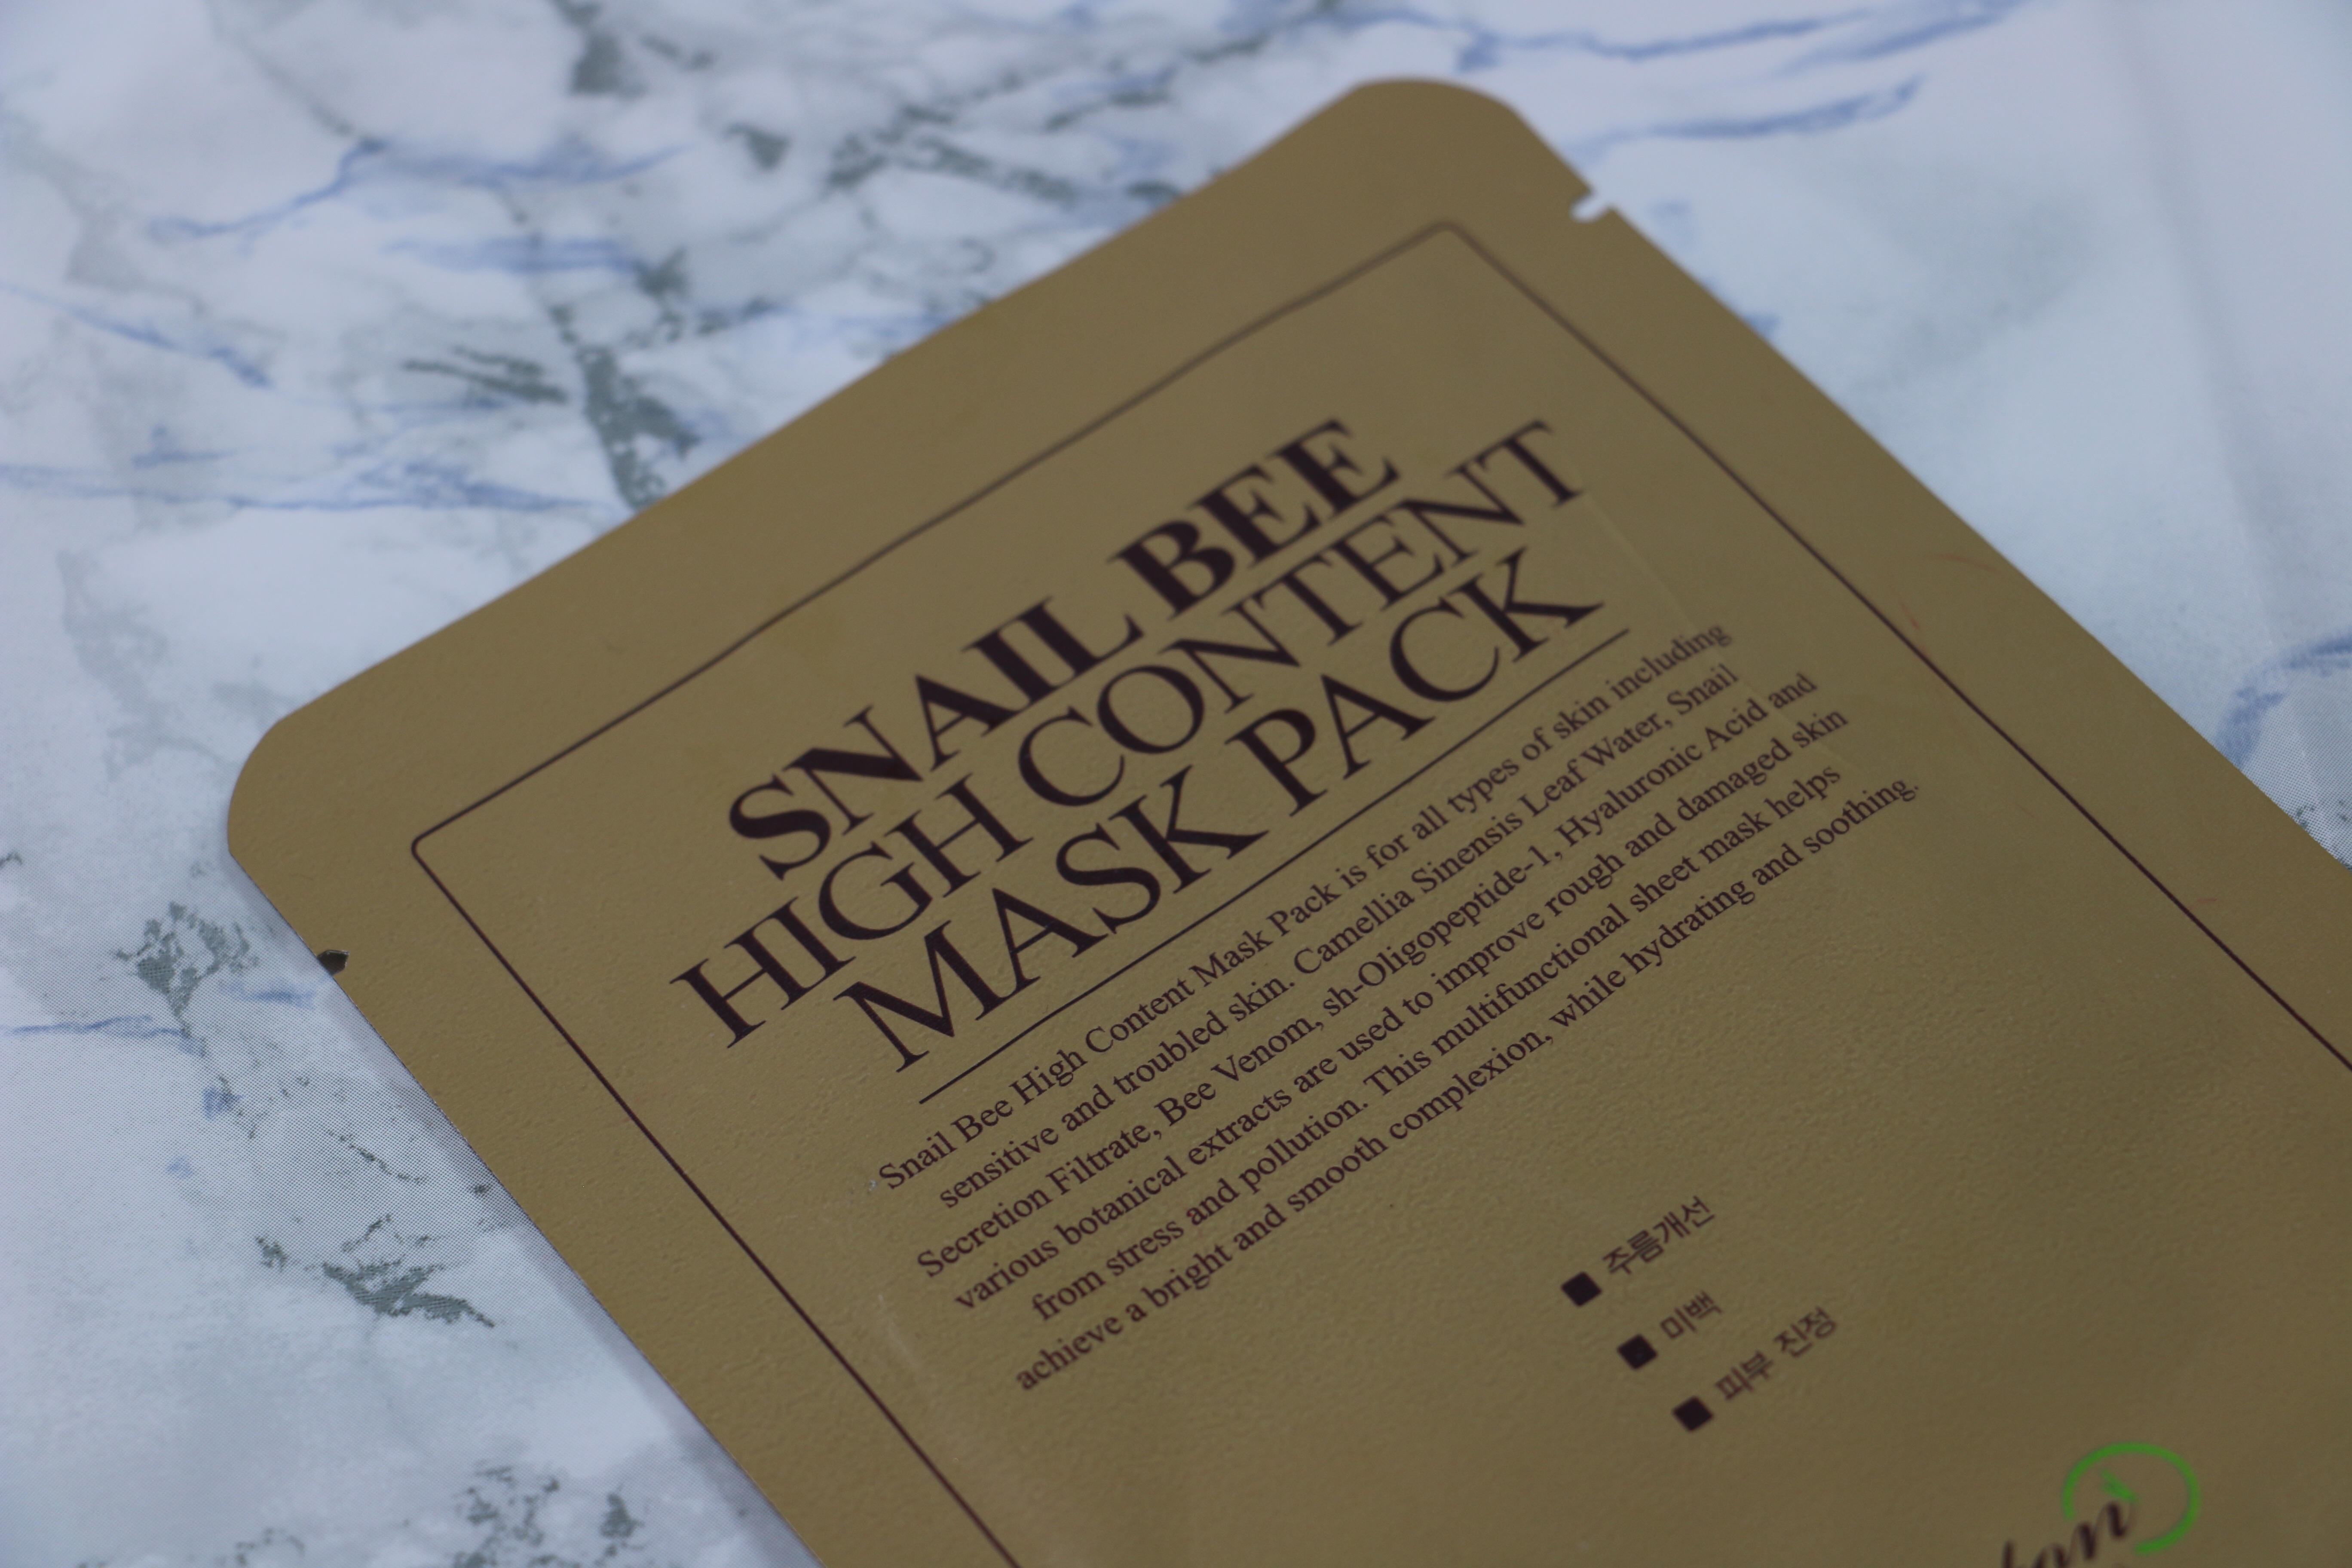 SNAIL BEE
HIGH CONTENT
MASK PACK
Snail Bee High Content Mask Pack is for all types of skin including
sensitive and troubled skin. Camellia Sinensis Leaf Water, Snail
Secretion Filtrate, Bee Venom, sh-Oligopeptide-1, Hyaluronic Acid and
various botanical extracts are used to improve rough and damaged skin
from stress and pollution. This multifunctional sheet mask helps
achieve a bright and smooth complexion, while hydrating and soothing.
■ 주름개선
■ 미백
■ 피부 진정